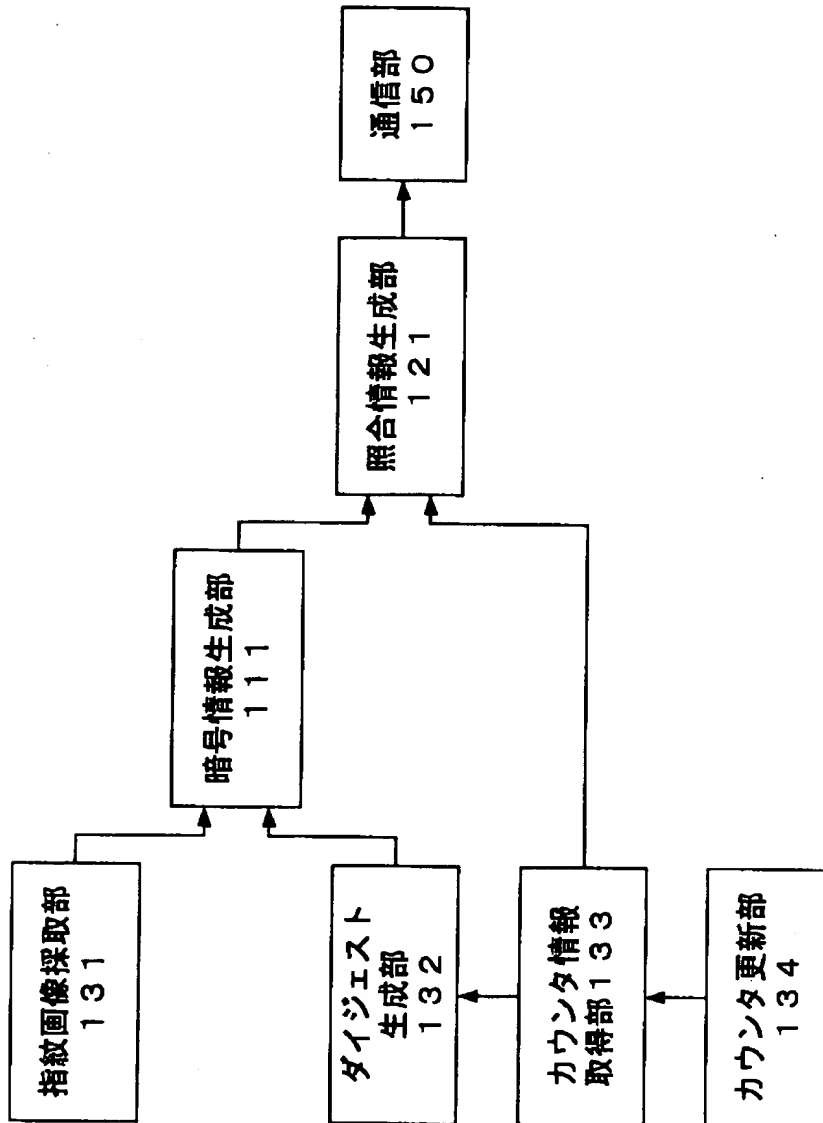 指紋画像採取部
１３１
ダイジェスト
生成部
１３２
カウンタ情報
取得部１３３
カウンタ更新部
１３４
暗号情報生成部
１１１
照合情報生成部
１２１
通信部
１５０